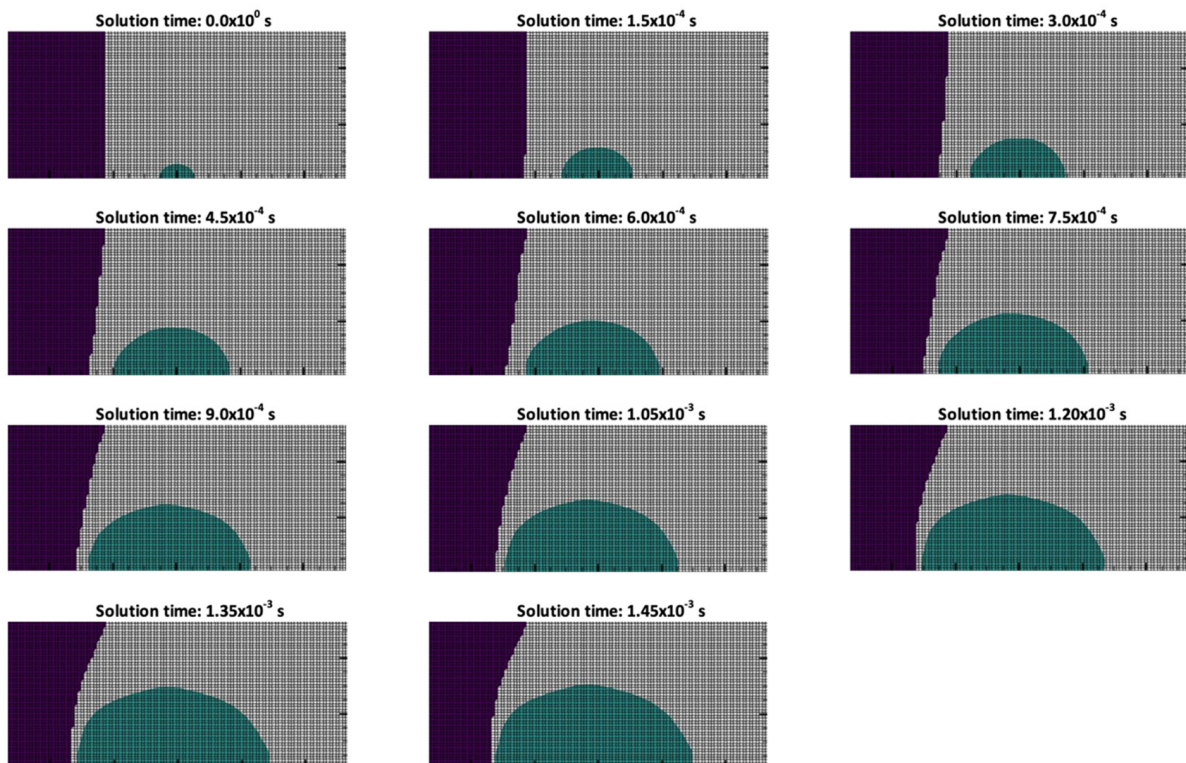 Solution time: 0.0x10⁰ s
Solution time: 1.5x10⁻⁴ s
Solution time: 3.0x10⁻⁴ s
Solution time: 4.5x10⁻⁴ s
Solution time: 6.0x10⁻⁴ s
Solution time: 7.5x10⁻⁴ s
Solution time: 9.0x10⁻⁴ s
Solution time: 1.05x10⁻³ s
Solution time: 1.20x10⁻³ s
Solution time: 1.35x10⁻³ s
Solution time: 1.45x10⁻³ s